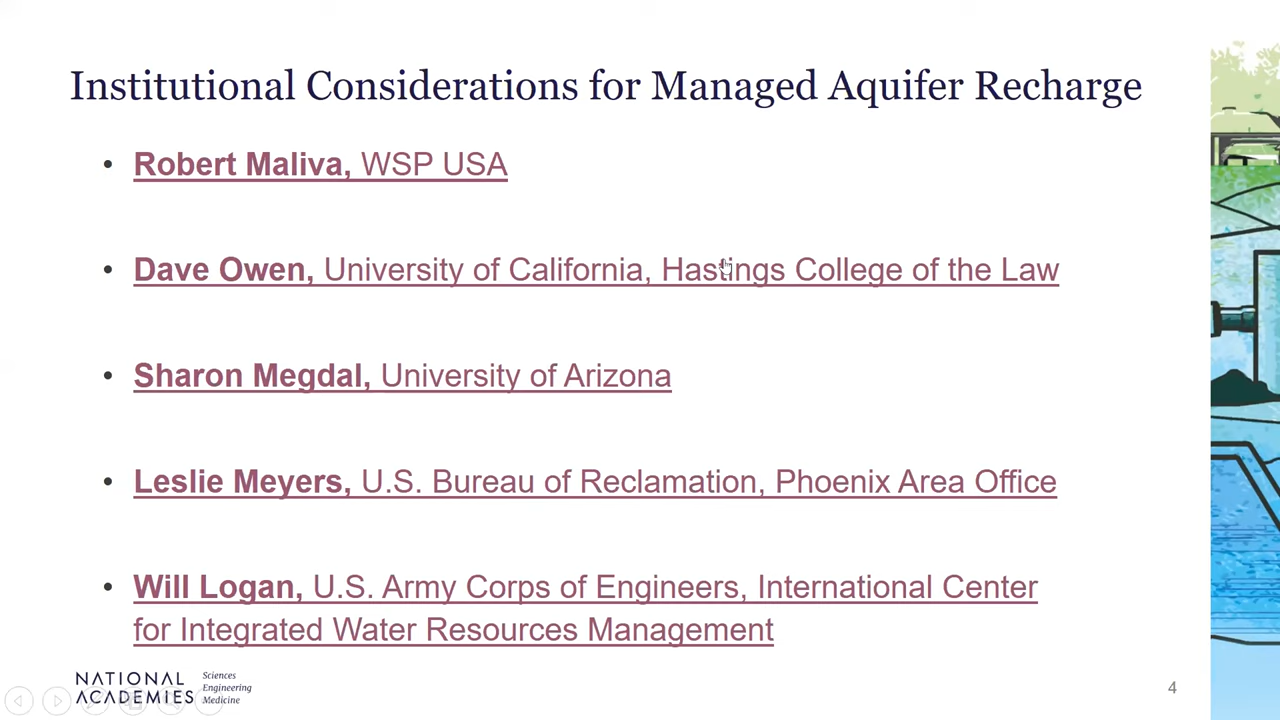 Institutional Considerations for Managed Aquifer Recharge
• Robert Maliva, WSP USA
• Dave Owen, University of California, Hastings College of the Law
• Sharon Megdal, University of Arizona
• Leslie Meyers, U.S. Bureau of Reclamation, Phoenix Area Office
• Will Logan, U.S. Army Corps of Engineers, International Center
for Integrated Water Resources Management
NATIONAL ACADEMIES
Sciences
Engineering
Medicine
4